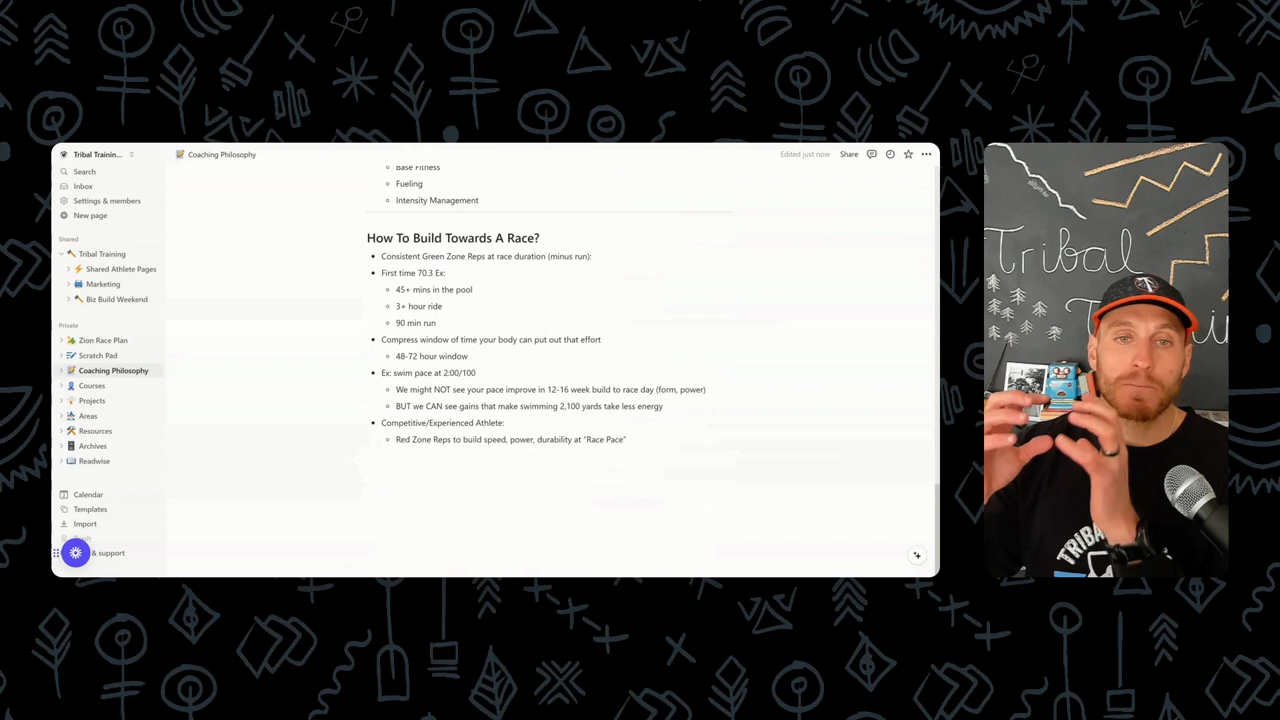 Tribal Trainin...
Search
Inbox
Settings & members
New page
Shared
Tribal Training
Shared Athlete Pages
Marketing
Biz Build Weekend
Private
Zion Race Plan
Scratch Pad
Coaching Philosophy
Courses
Projects
Areas
Resources
Archives
Readwise
Calendar
Templates
Import
Trash
& support
Coaching Philosophy
Edited just now
Share
Base Fitness
Fueling
Intensity Management
How To Build Towards A Race?
Consistent Green Zone Reps at race duration (minus run):
First time 70.3 Ex:
45+ mins in the pool
3+ hour ride
90 min run
Compress window of time your body can put out that effort
48-72 hour window
Ex: swim pace at 2:00/100
We might NOT see your pace improve in 12-16 week build to race day (form, power)
BUT we CAN see gains that make swimming 2,100 yards take less energy
Competitive/Experienced Athlete:
Red Zone Reps to build speed, power, durability at "Race Pace"
Tribal